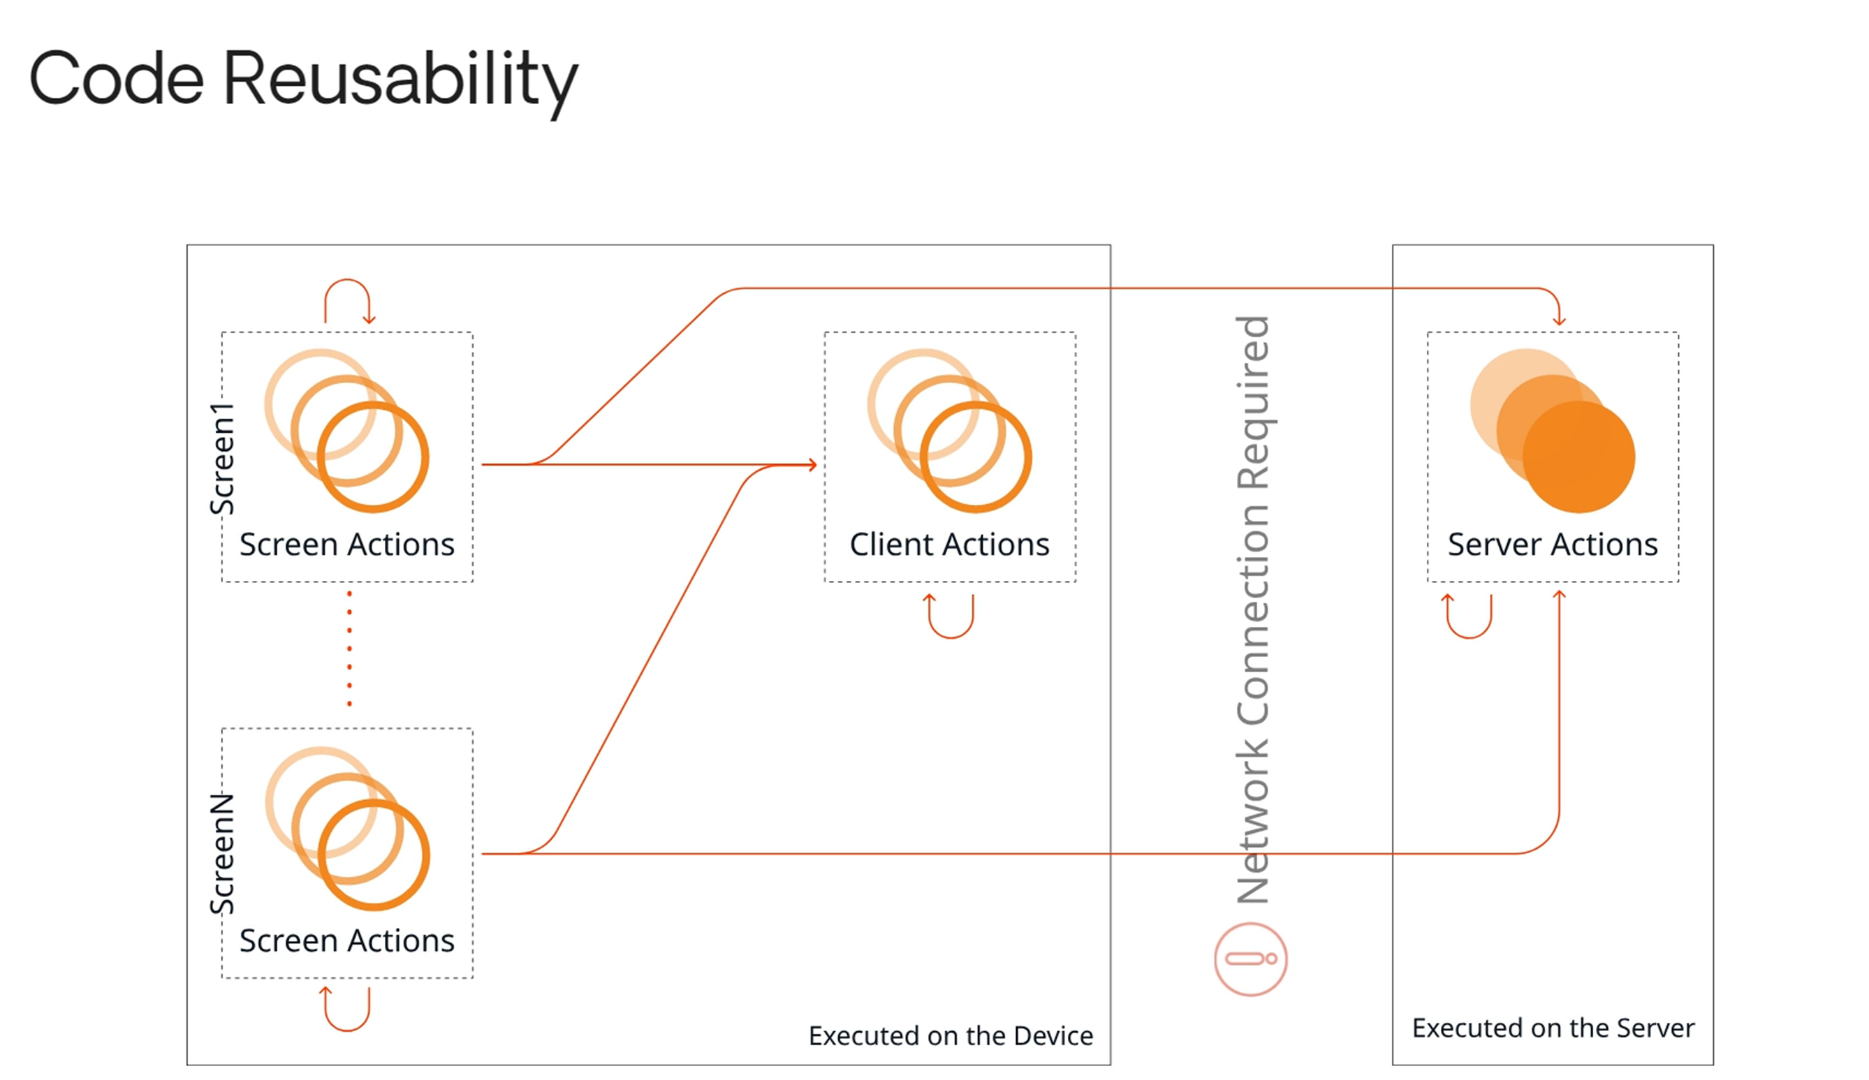 Code Reusability
Screen1
Screen Actions
Client Actions
Network Connection Required
Server Actions
ScreenN
Screen Actions
Executed on the Device
Executed on the Server